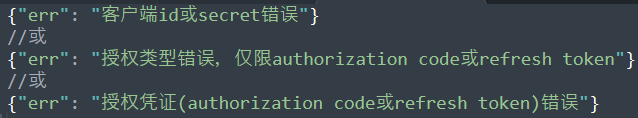 {"err": "客户端id或secret错误"}
//或
{"err": "授权类型错误，仅限authorization code或refresh token"}
//或
{"err": "授权凭证(authorization code或refresh token)错误"}